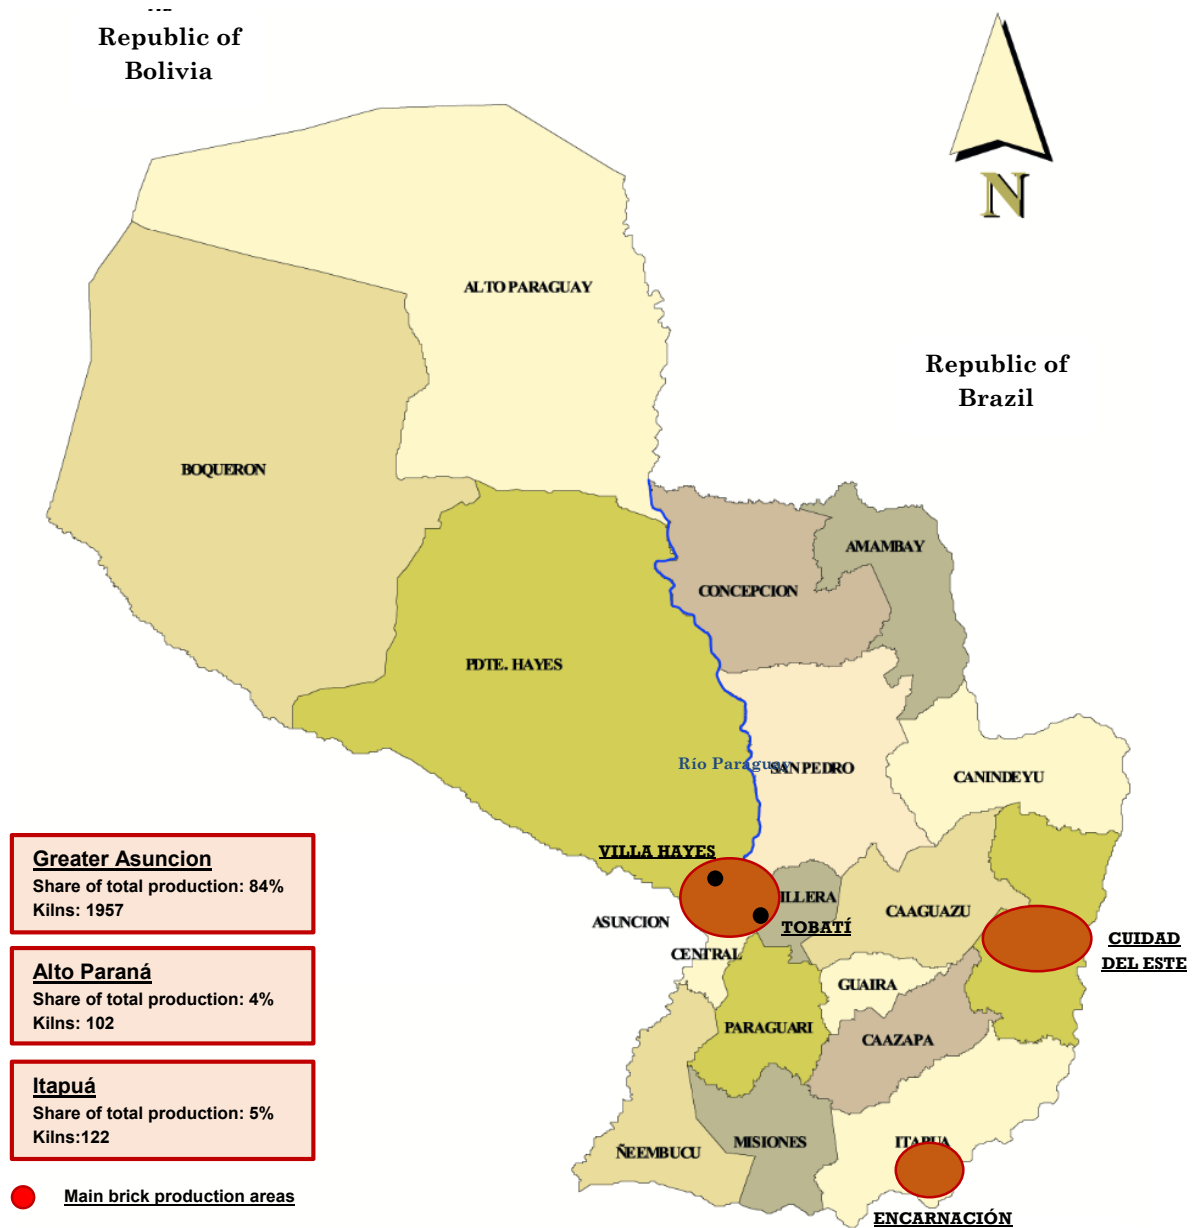 Republic of
Bolivia
N
ALTO PARAGUAY
Republic of
Brazil
BOQUERON
AMAMBAY
CONCEPCION
PDTE. HAYES
Río Paraguay
SAN PEDRO
CANINDEYU
VILLA HAYES
ILLERA
CAAGUAZU
ASUNCION
TOBATÍ
CUIDAD
DEL ESTE
CENTRAL
GUAIRA
PARAGUARI
CAAZAPA
ITAPUA
MISIONES
ÑEEMBUCU
ENCARNACIÓN
Greater Asuncion
Share of total production: 84%
Kilns: 1957
Alto Paraná
Share of total production: 4%
Kilns: 102
Itapuá
Share of total production: 5%
Kilns:122
Main brick production areas